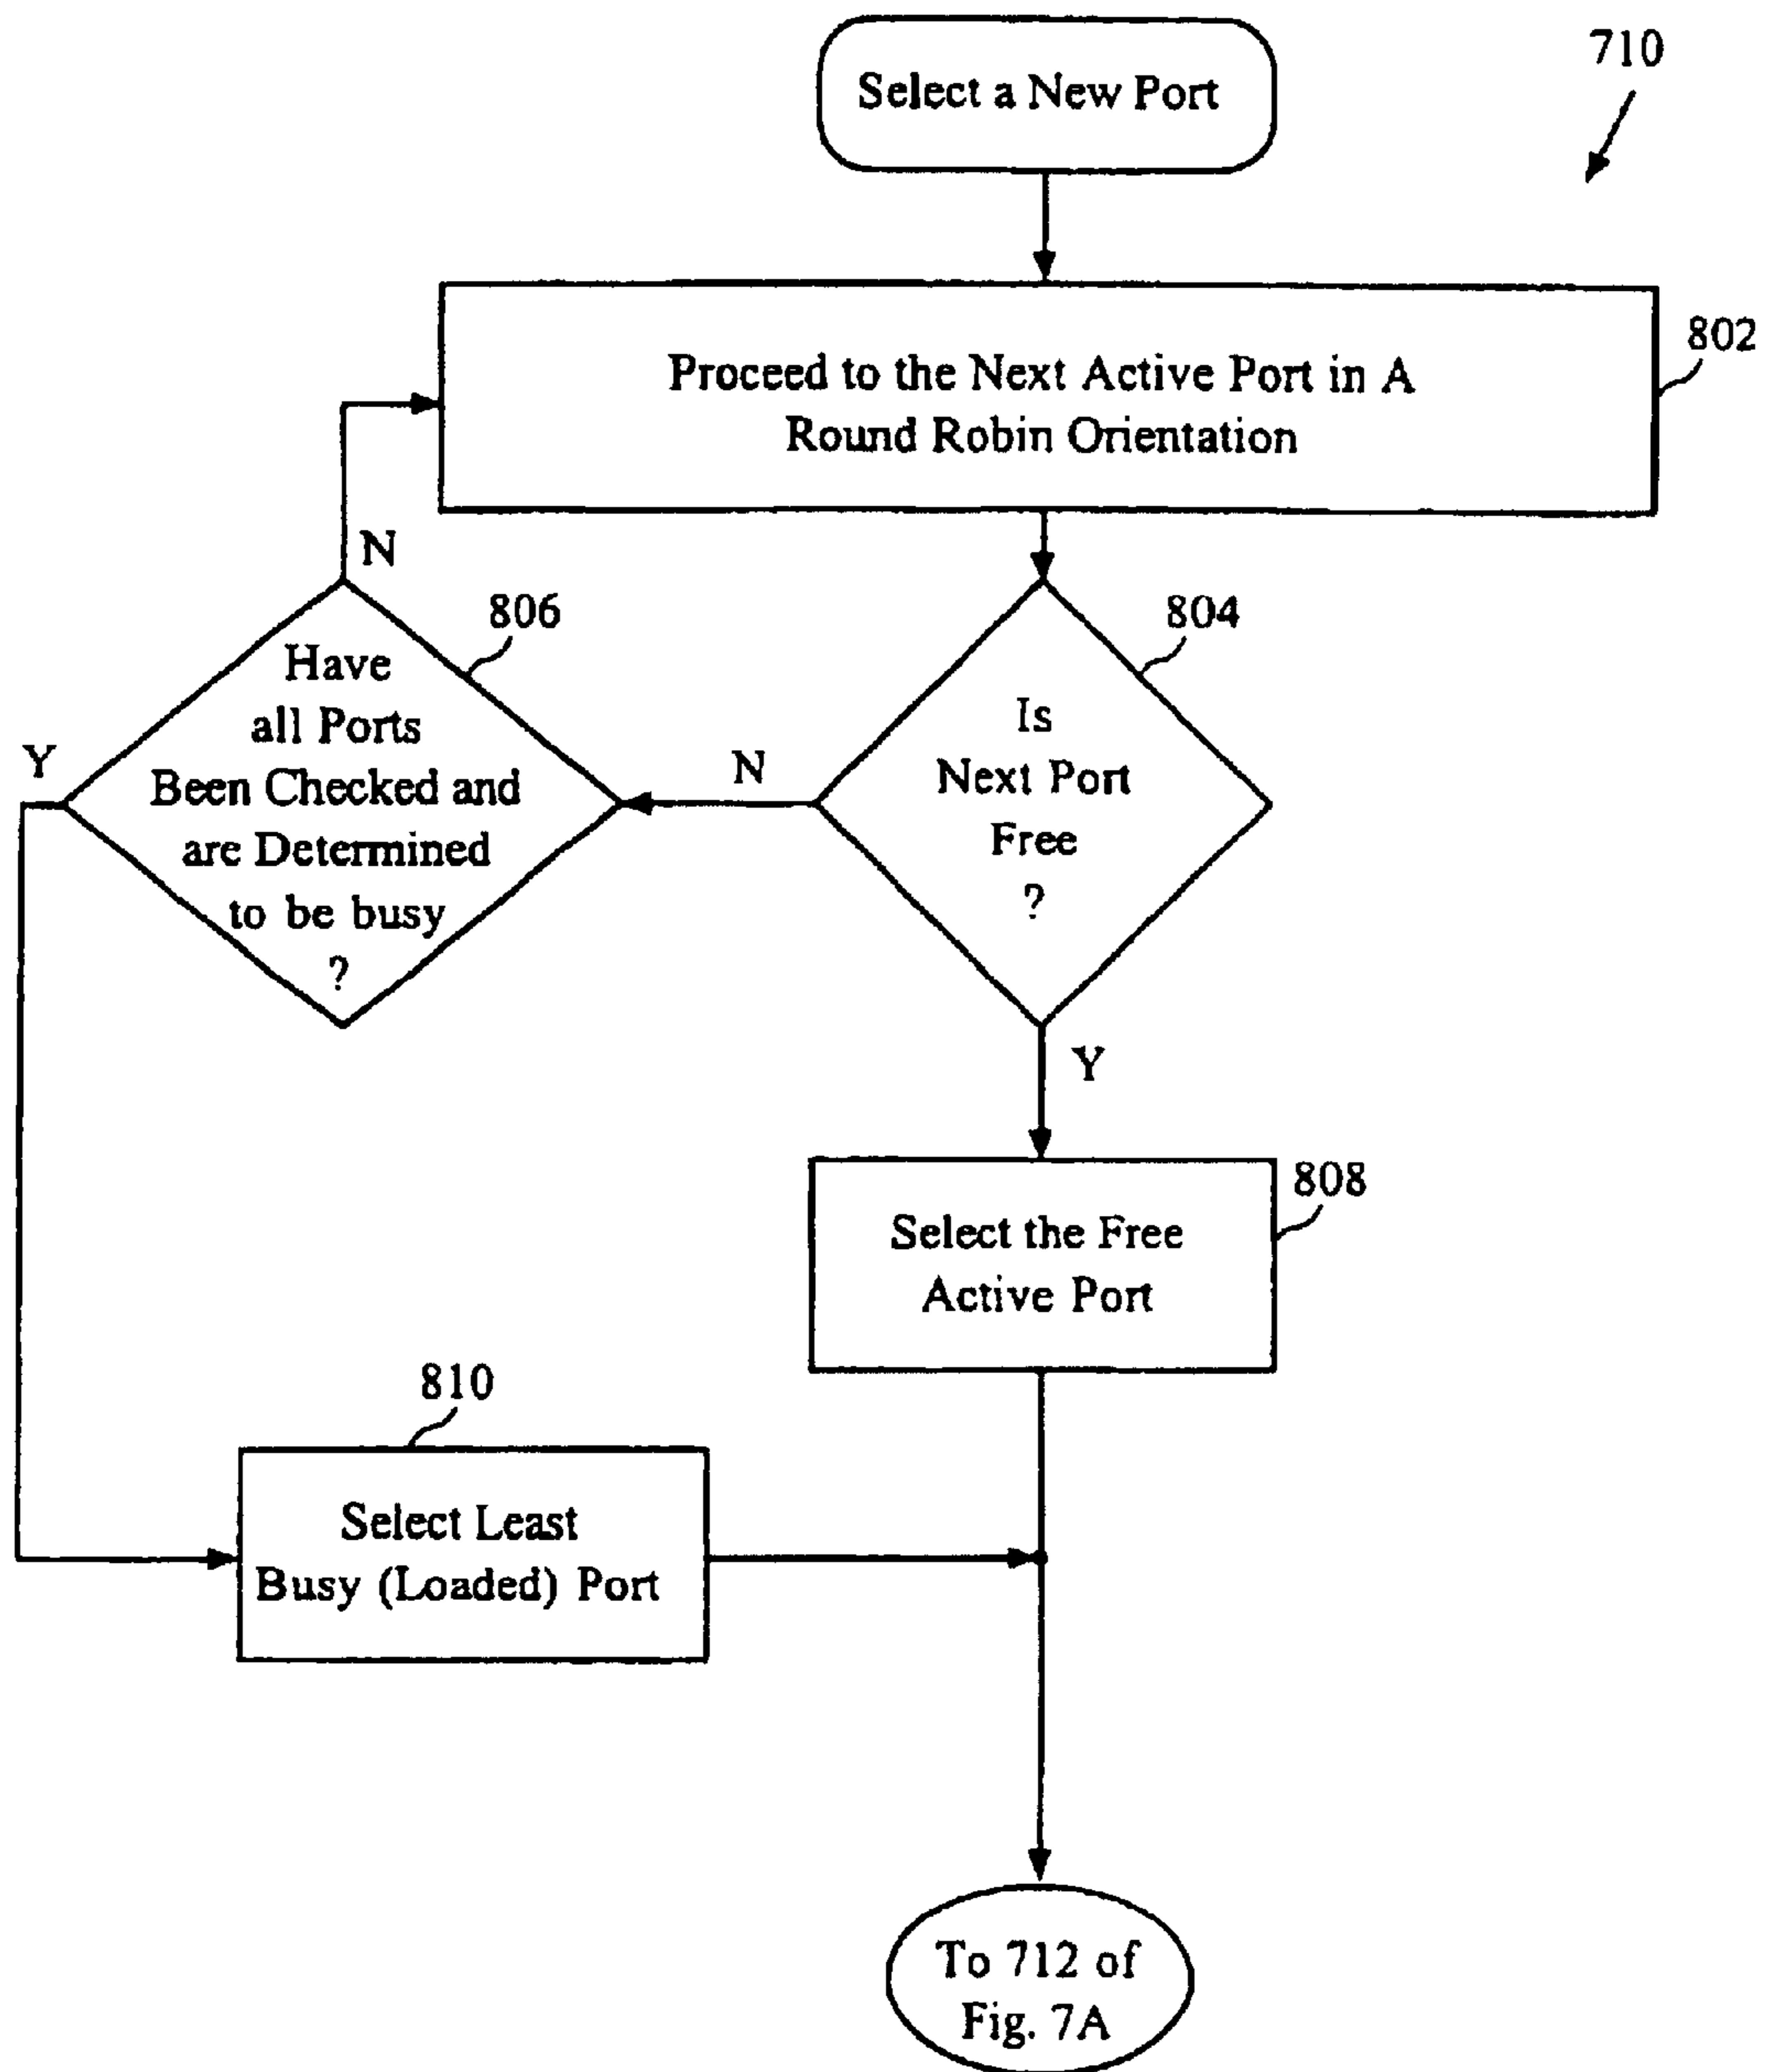 Select a New Port
710
Proceed to the Next Active Port in A
Round Robin Orientation
802
N
806
Have
all Ports
Been Checked and
are Determined
to be busy
?
Y
N
804
Is
Next Port
Free
?
Y
808
Select the Free
Active Port
810
Select Least
Busy (Loaded) Port
To 712 of
Fig. 7A